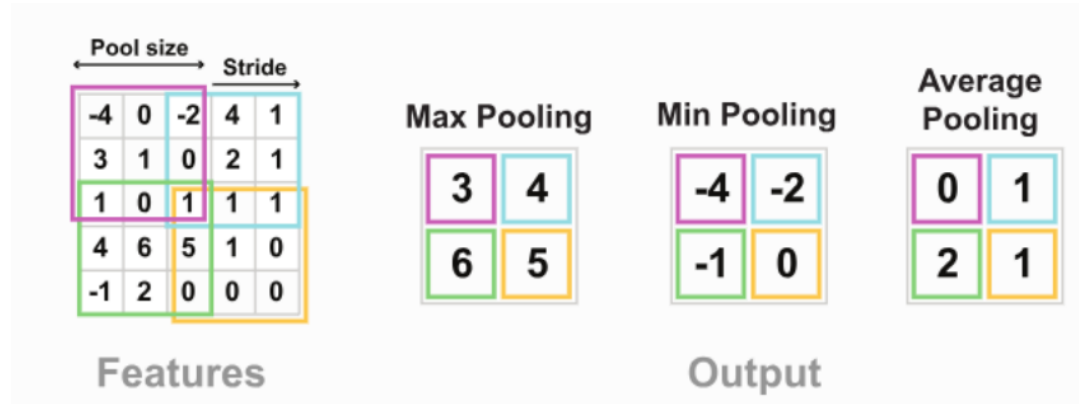 Pool size
Stride
-4 0 -2 4 1
3 1 0 2 1
1 0 1 1 1
4 6 5 1 0
-1 2 0 0 0
Features
Max Pooling
3 4
6 5
Min Pooling
-4 -2
-1 0
Average
Pooling
0 1
2 1
Output